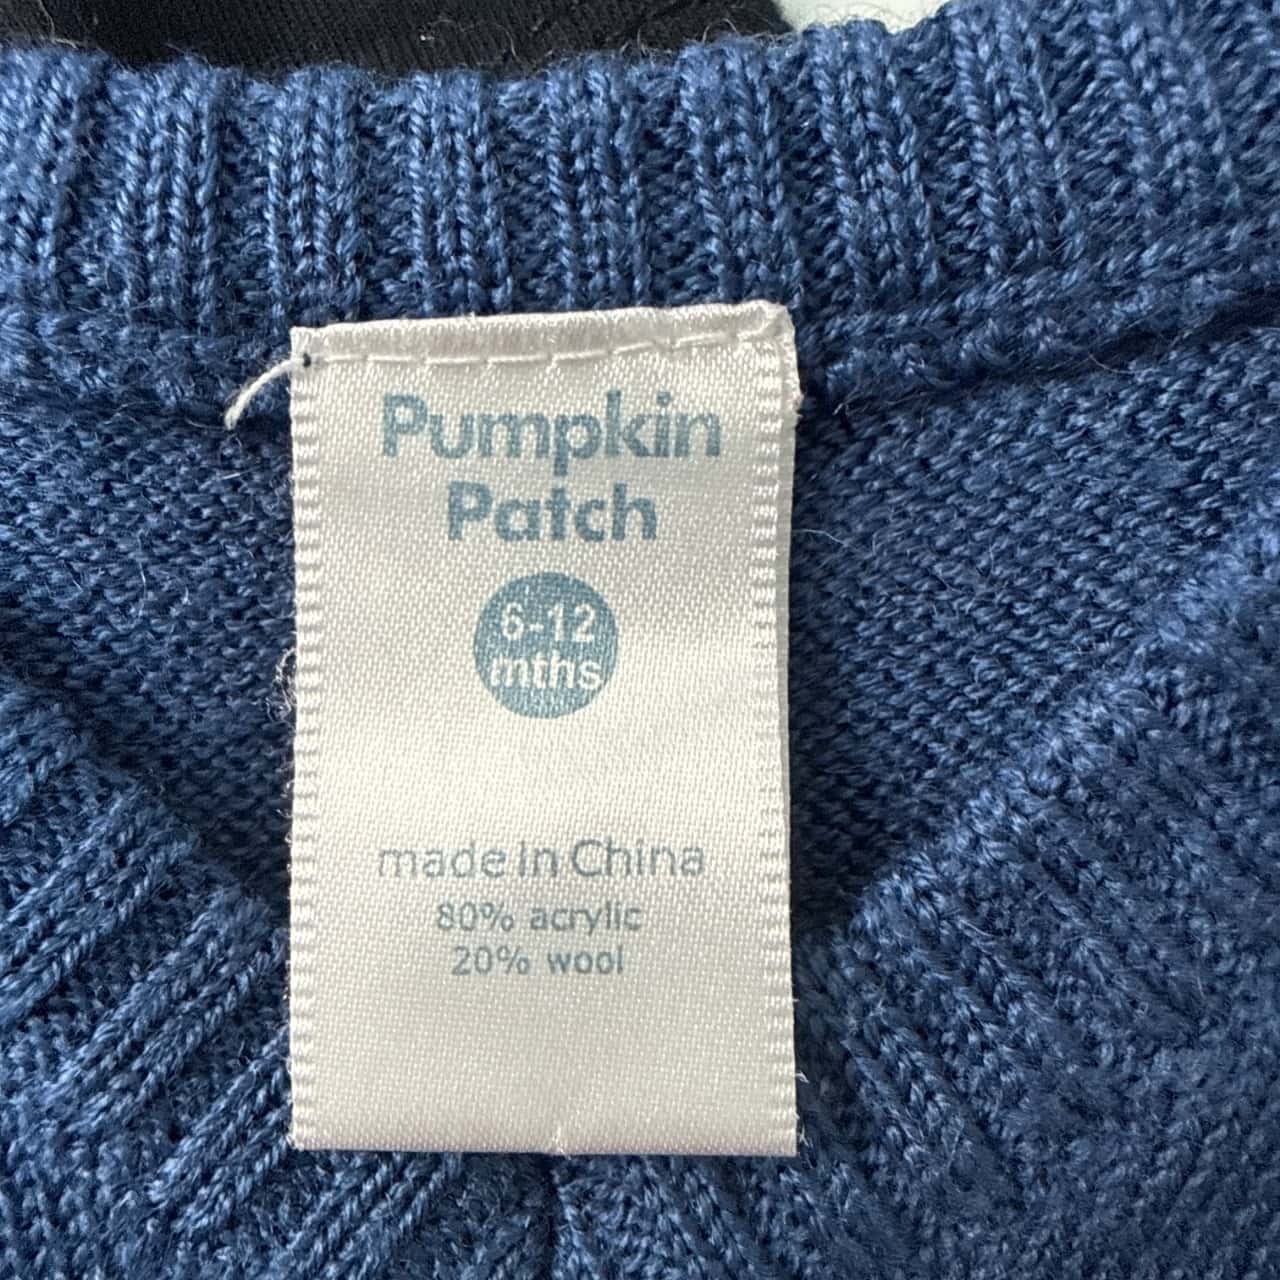 Pumpkin
Patch
6-12
mths
made in China
80% acrylic
20% wool